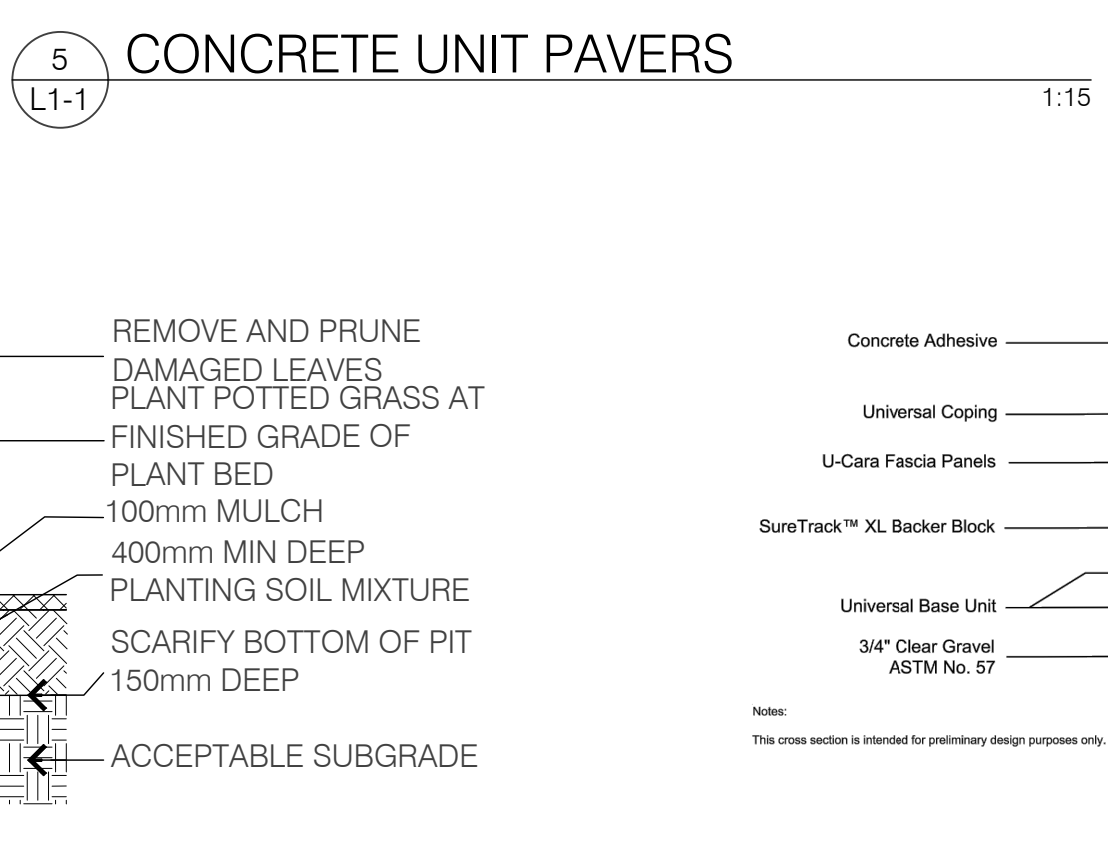 5
L1-1
CONCRETE UNIT PAVERS
1:15
REMOVE AND PRUNE
DAMAGED LEAVES
PLANT POTTED GRASS AT
FINISHED GRADE OF
PLANT BED
100mm MULCH
400mm MIN DEEP
PLANTING SOIL MIXTURE
SCARIFY BOTTOM OF PIT
150mm DEEP
ACCEPTABLE SUBGRADE
Concrete Adhesive
Universal Coping
U-Cara Fascia Panels
SureTrack™ XL Backer Block
Universal Base Unit
3/4" Clear Gravel
ASTM No. 57
Notes:
This cross section is intended for preliminary design purposes only.